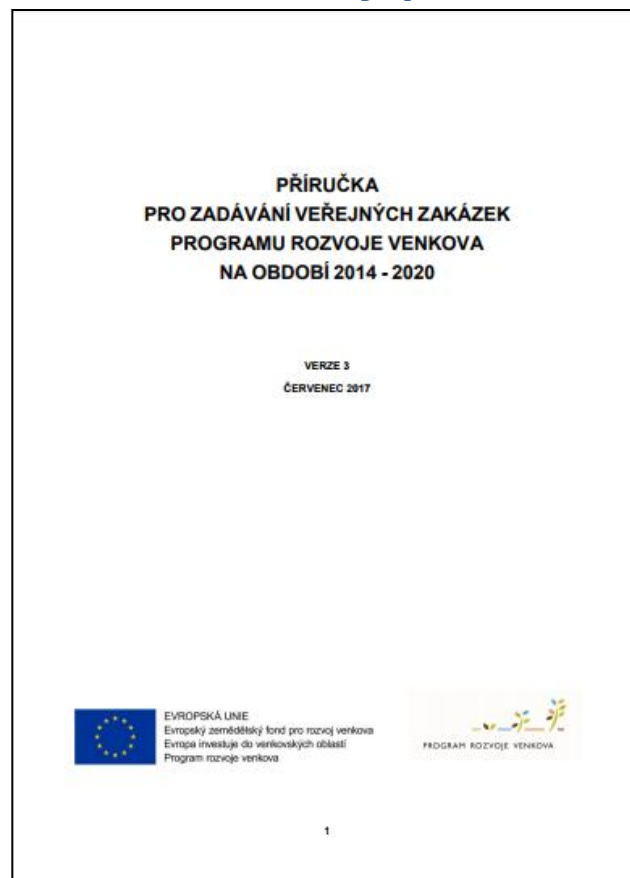 PŘÍRUČKA
PRO ZADÁVÁNÍ VEŘEJNÝCH ZAKÁZEK
PROGRAMU ROZVOJE VENKOVA
NA OBDOBÍ 2014 - 2020
VERZE 3
ČERVENEC 2017
EVROPSKÁ UNIE
Evropský zemědělský fond pro rozvoj venkova
Evropa investuje do venkovských oblastí
Program rozvoje venkova
PROGRAM ROZVOJE VENKOVA
1